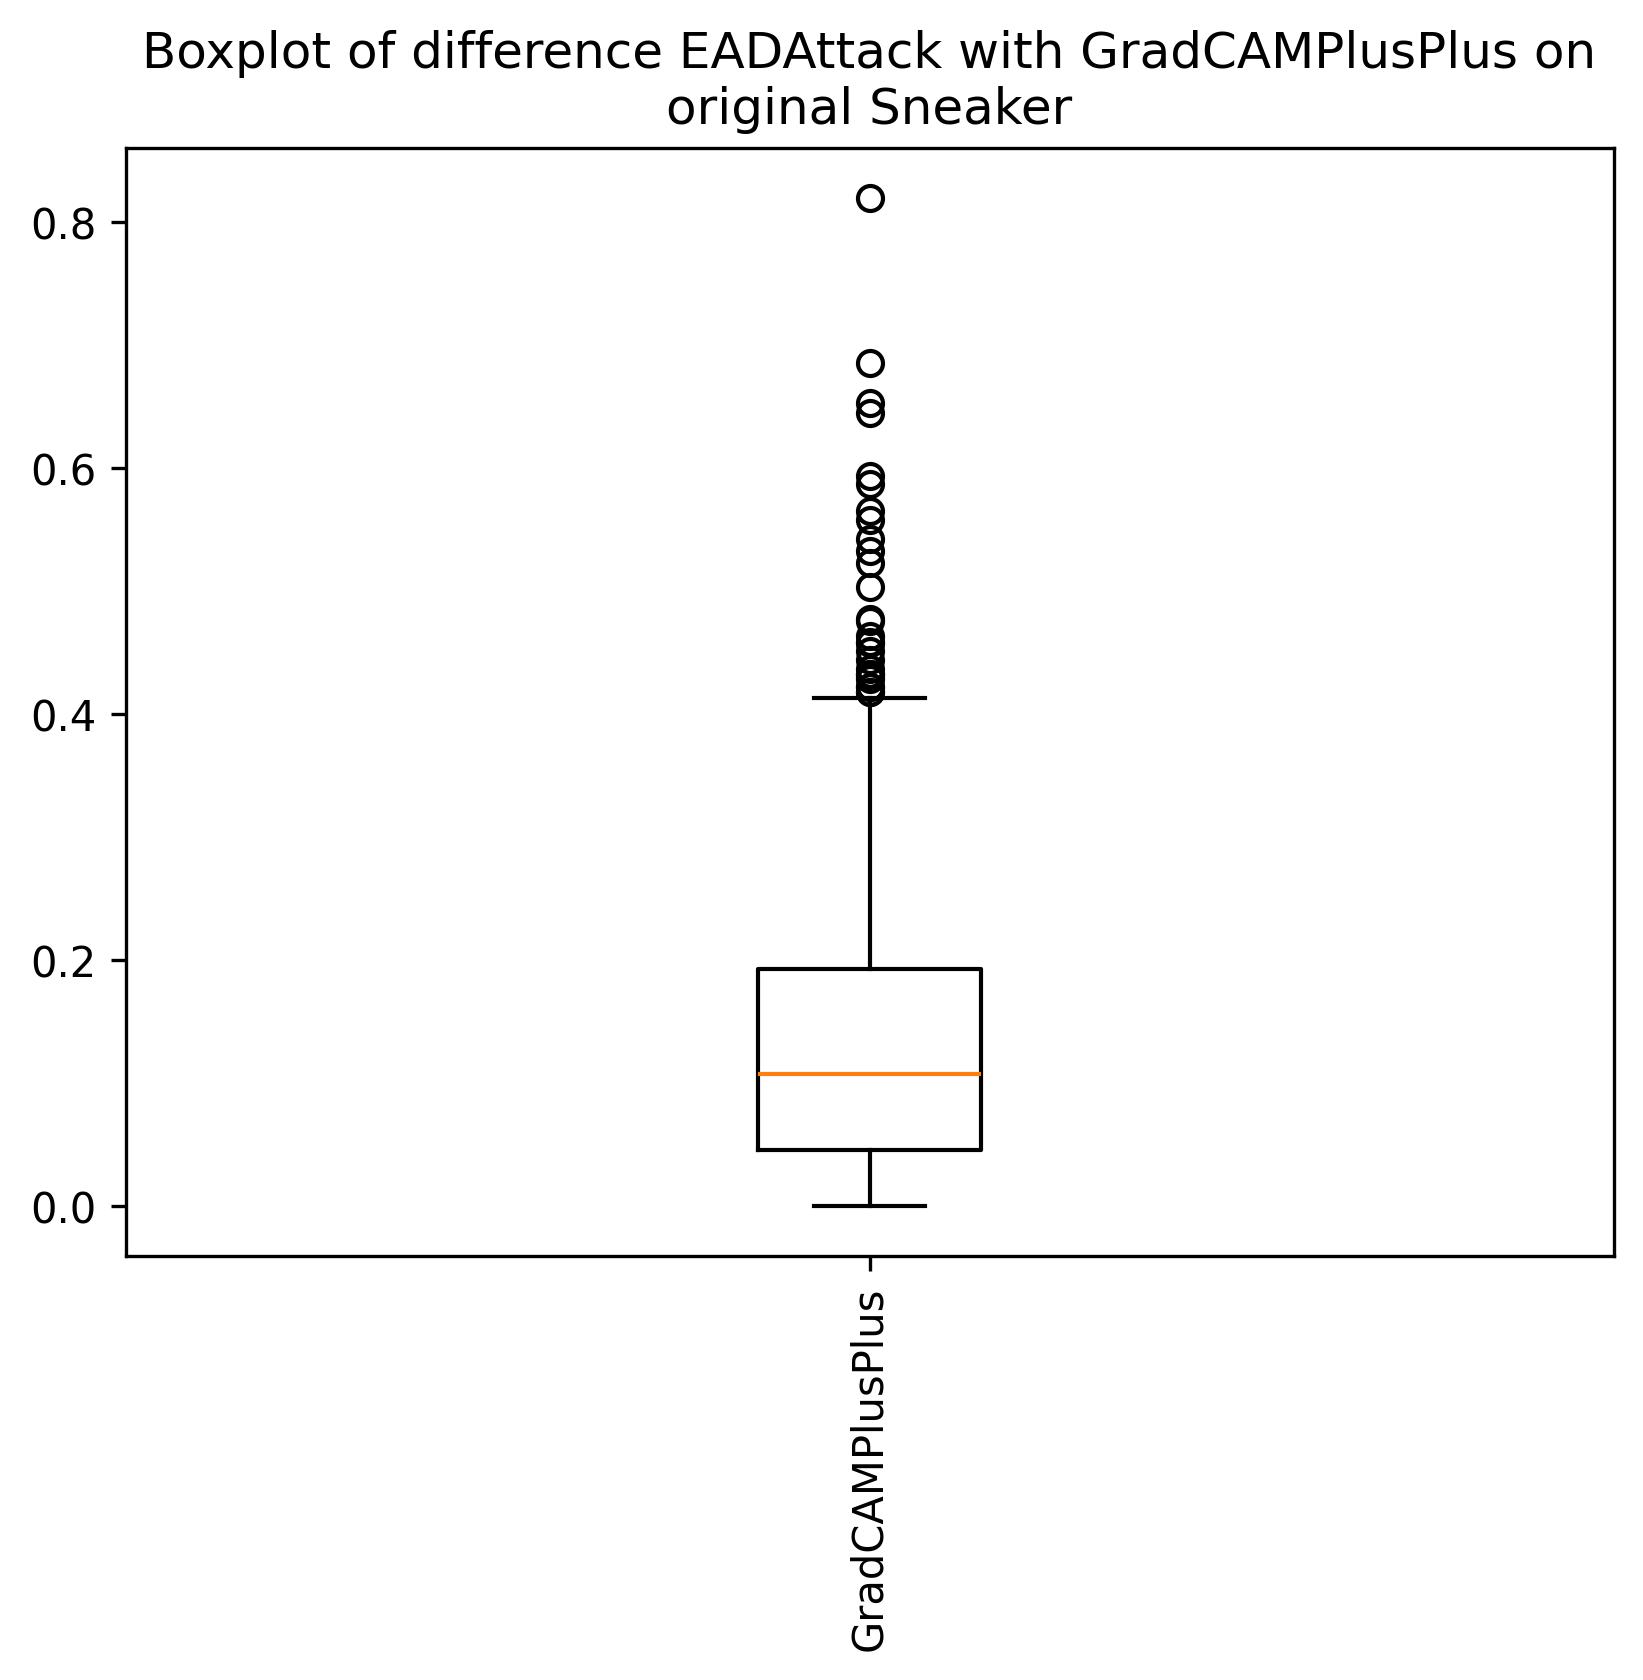 Boxplot of difference EADAttack with GradCAMPlusPlus on
original Sneaker
0.8
0.6
0.4
0.2
0.0
GradCAMPlusPlus